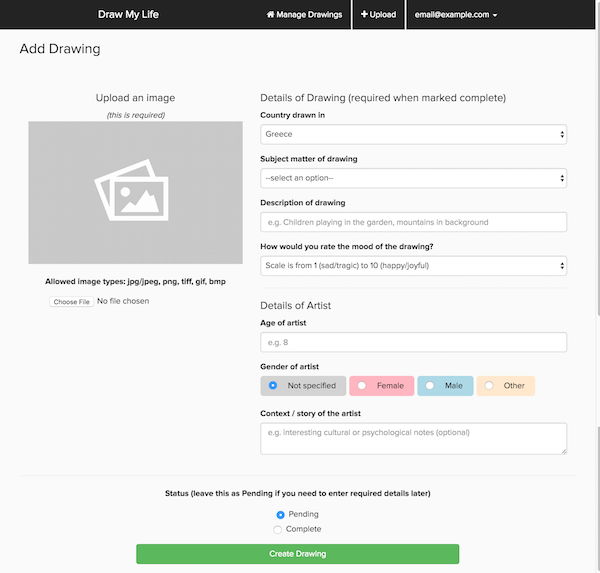 Draw My Life
Manage Drawings
Upload
email@example.com
Add Drawing
Upload an image
(this is required)
Allowed image types: jpg/jpeg, png, tiff, gif, bmp
Choose File No file chosen
Details of Drawing (required when marked complete)
Country drawn in
Greece
Subject matter of drawing
--select an option--
Description of drawing
e.g. Children playing in the garden, mountains in background
How would you rate the mood of the drawing?
Scale is from 1 (sad/tragic) to 10 (happy/joyful)
Details of Artist
Age of artist
e.g. 8
Gender of artist
Not specified Female Male Other
Context / story of the artist
e.g. interesting cultural or psychological notes (optional)
Status (leave this as Pending if you need to enter required details later)
Pending
Complete
Create Drawing